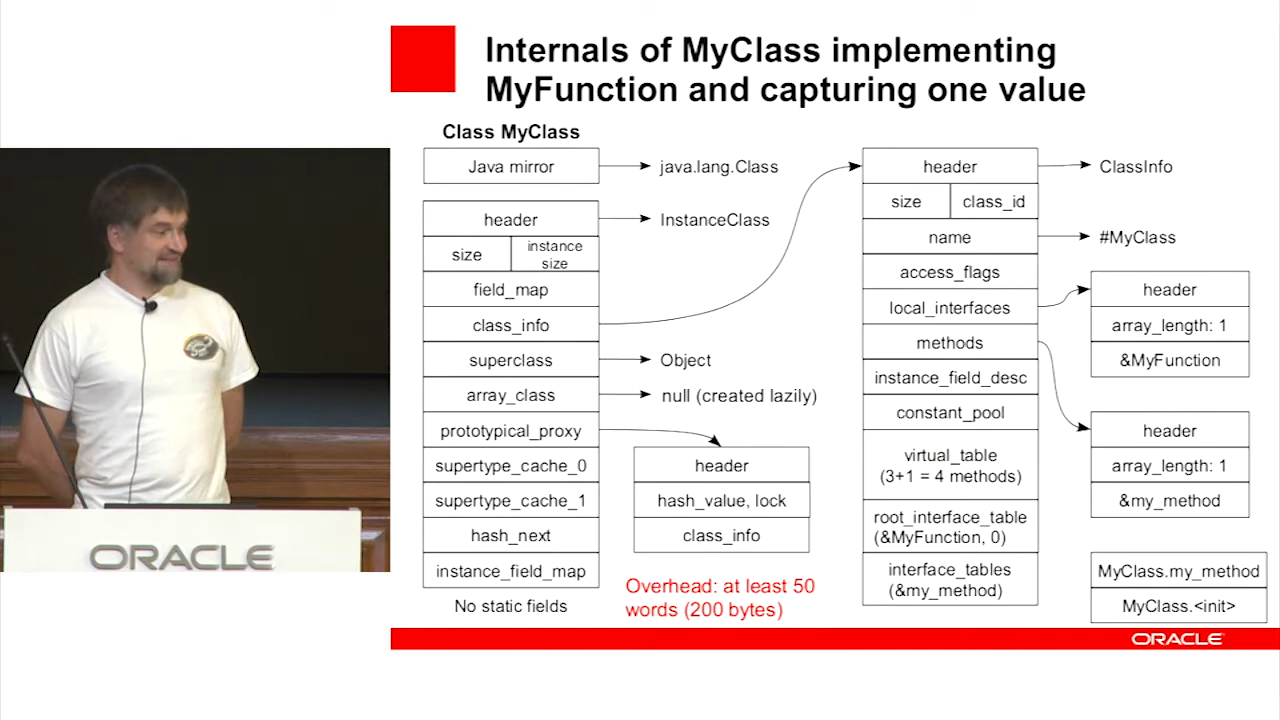 Internals of MyClass implementing
MyFunction and capturing one value
Class MyClass
Java mirror
java.lang.Class
header
InstanceClass
size
instance
size
field_map
class_info
superclass
Object
array_class
null (created lazily)
prototypical_proxy
supertype_cache_0
supertype_cache_1
hash_next
instance_field_map
No static fields
header
hash_value, lock
class_info
Overhead: at least 50
words (200 bytes)
header
ClassInfo
size
class_id
name
#MyClass
access_flags
local_interfaces
methods
instance_field_desc
constant_pool
virtual_table
(3+1 = 4 methods)
root_interface_table
(&MyFunction, 0)
interface_tables
(&my_method)
header
array_length: 1
&MyFunction
header
array_length: 1
&my_method
MyClass.my_method
MyClass.<init>
ORACLE
ORACLE